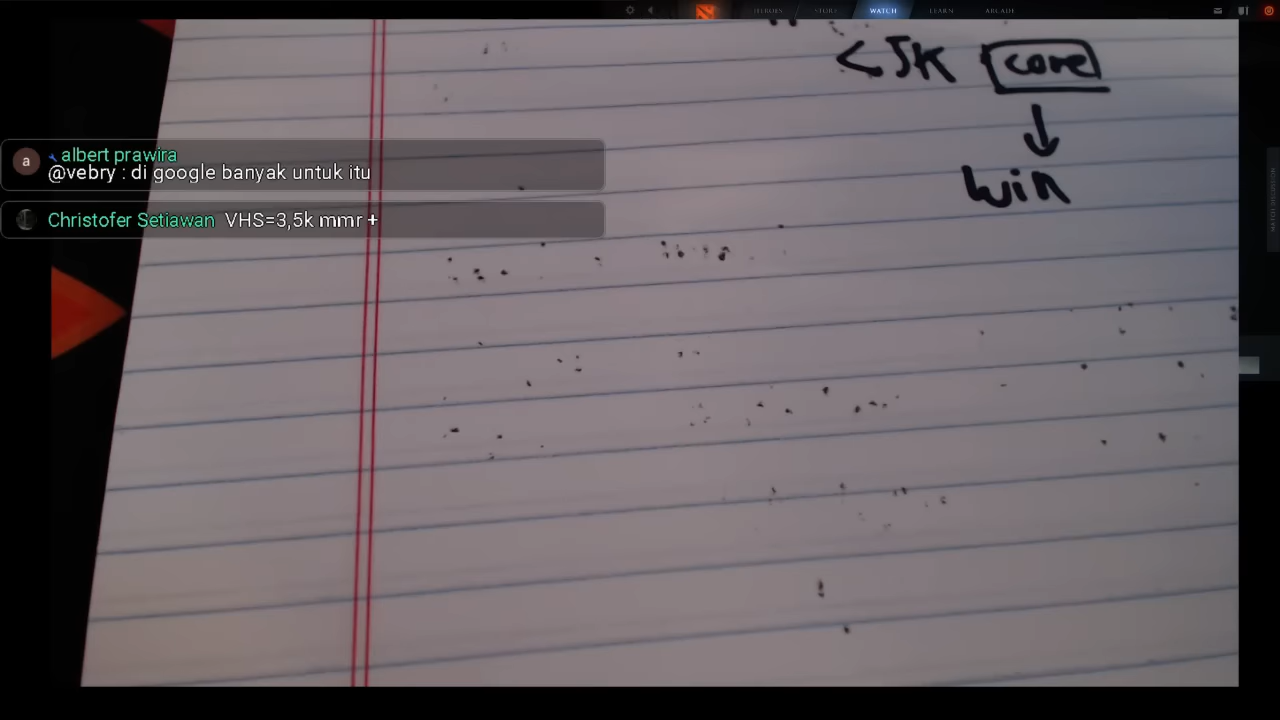 HEROES STORE WATCH LEARN ARCADE
<5K core
win
a albert prawira
@vebry : di google banyak untuk itu
Christofer Setiawan VHS=3,5k mmr +